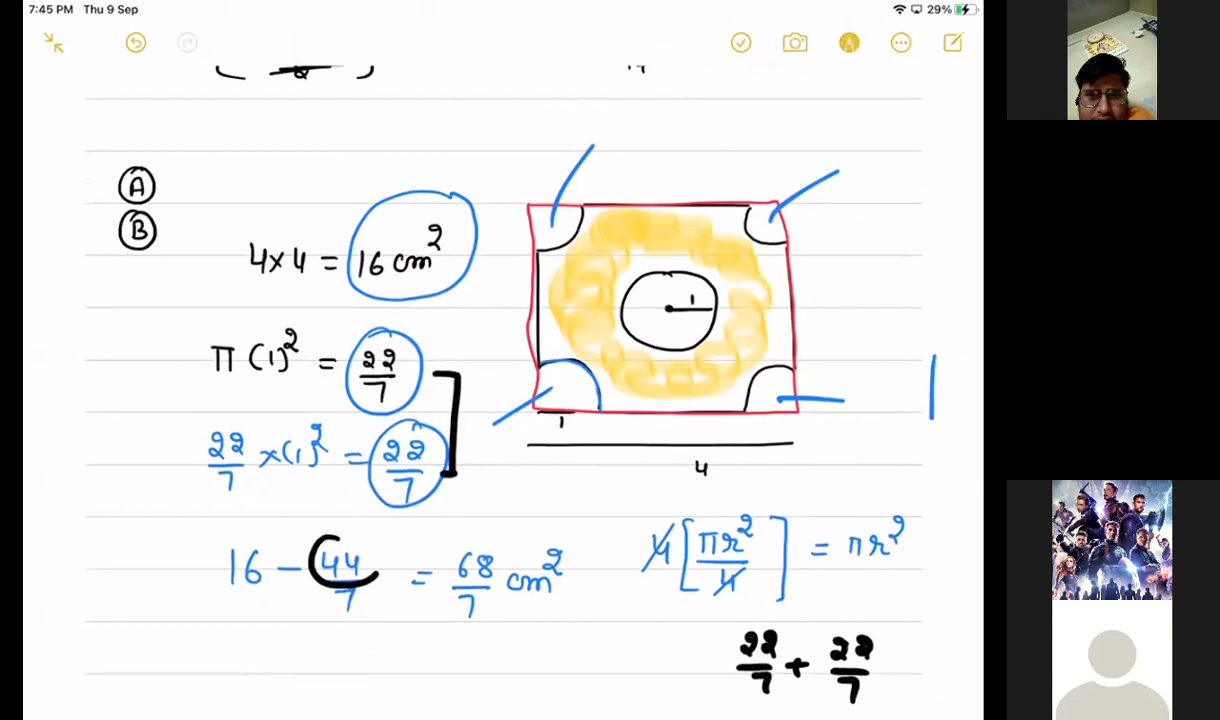 7:45 PM Thu 9 Sep
29%
A
B
4×4 = 16 cm²
π (1)² = 22/7
22/7 ×(1)² = 22/7
1
1
4
16 − 44/7 = 68/7 cm²
4[πr²/4] = πr²
22/7 + 22/7